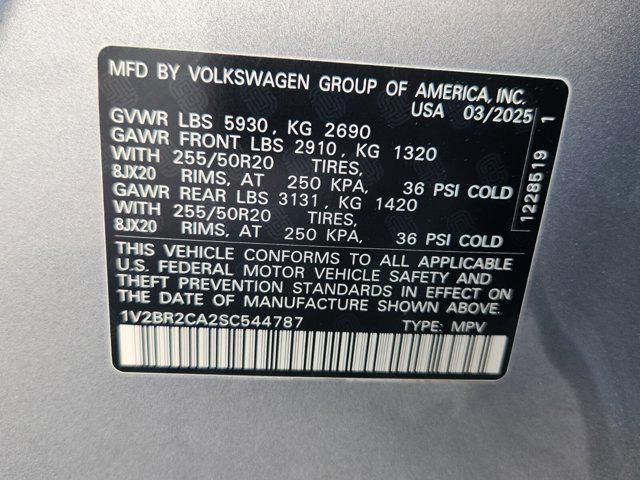 MFD BY VOLKSWAGEN GROUP OF AMERICA, INC.
USA 03/2025
GVWR LBS 5930, KG 2690
GAWR FRONT LBS 2910, KG 1320
WITH 255/50R20 TIRES,
8JX20 RIMS, AT 250 KPA, 36 PSI COLD
GAWR REAR LBS 3131, KG 1420
WITH 255/50R20 TIRES,
8JX20 RIMS, AT 250 KPA, 36 PSI COLD
THIS VEHICLE CONFORMS TO ALL APPLICABLE
U.S. FEDERAL MOTOR VEHICLE SAFETY AND
THEFT PREVENTION STANDARDS IN EFFECT ON
THE DATE OF MANUFACTURE SHOWN ABOVE.
1V2BR2CA2SC544787 TYPE: MPV
1228519 1